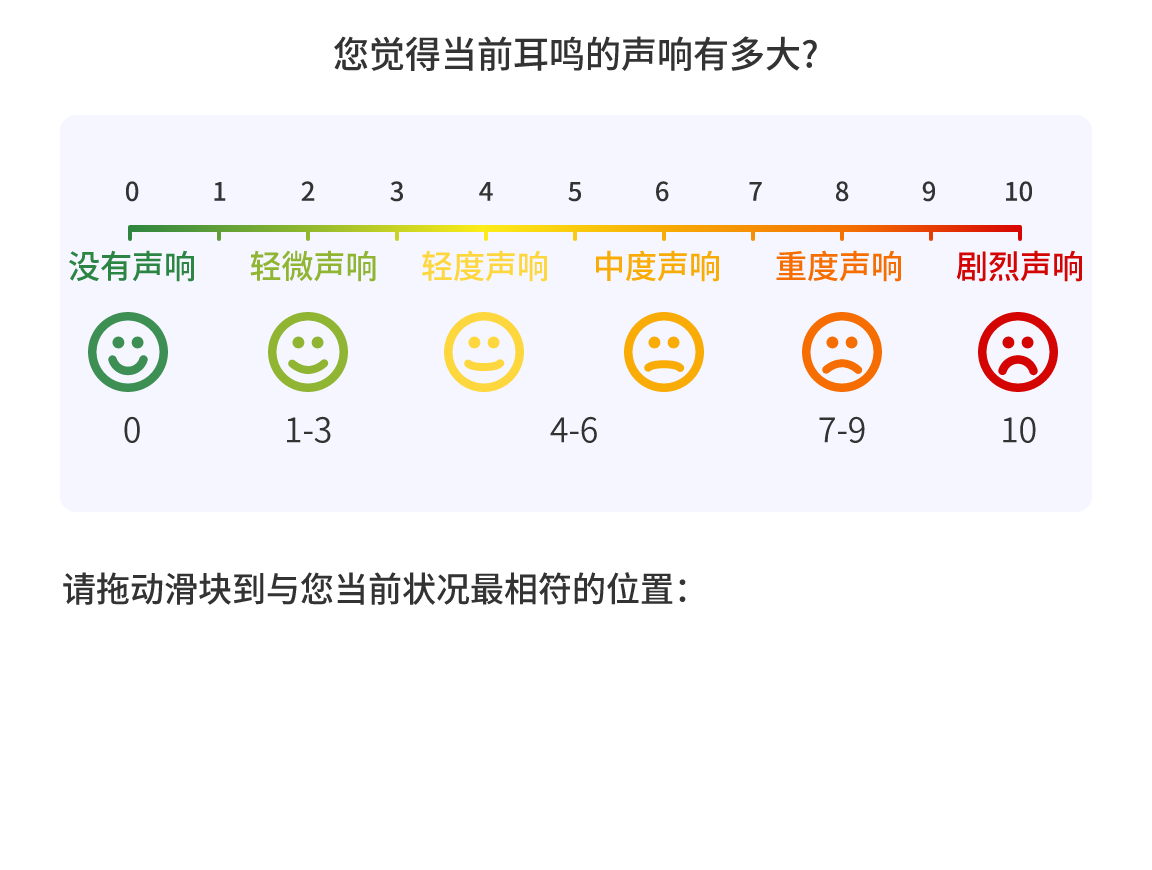 您觉得当前耳鸣的声响有多大?
0 1 2 3 4 5 6 7 8 9 10
没有声响 轻微声响 轻度声响 中度声响 重度声响 剧烈声响
0 1-3 4-6 7-9 10
请拖动滑块到与您当前状况最相符的位置：